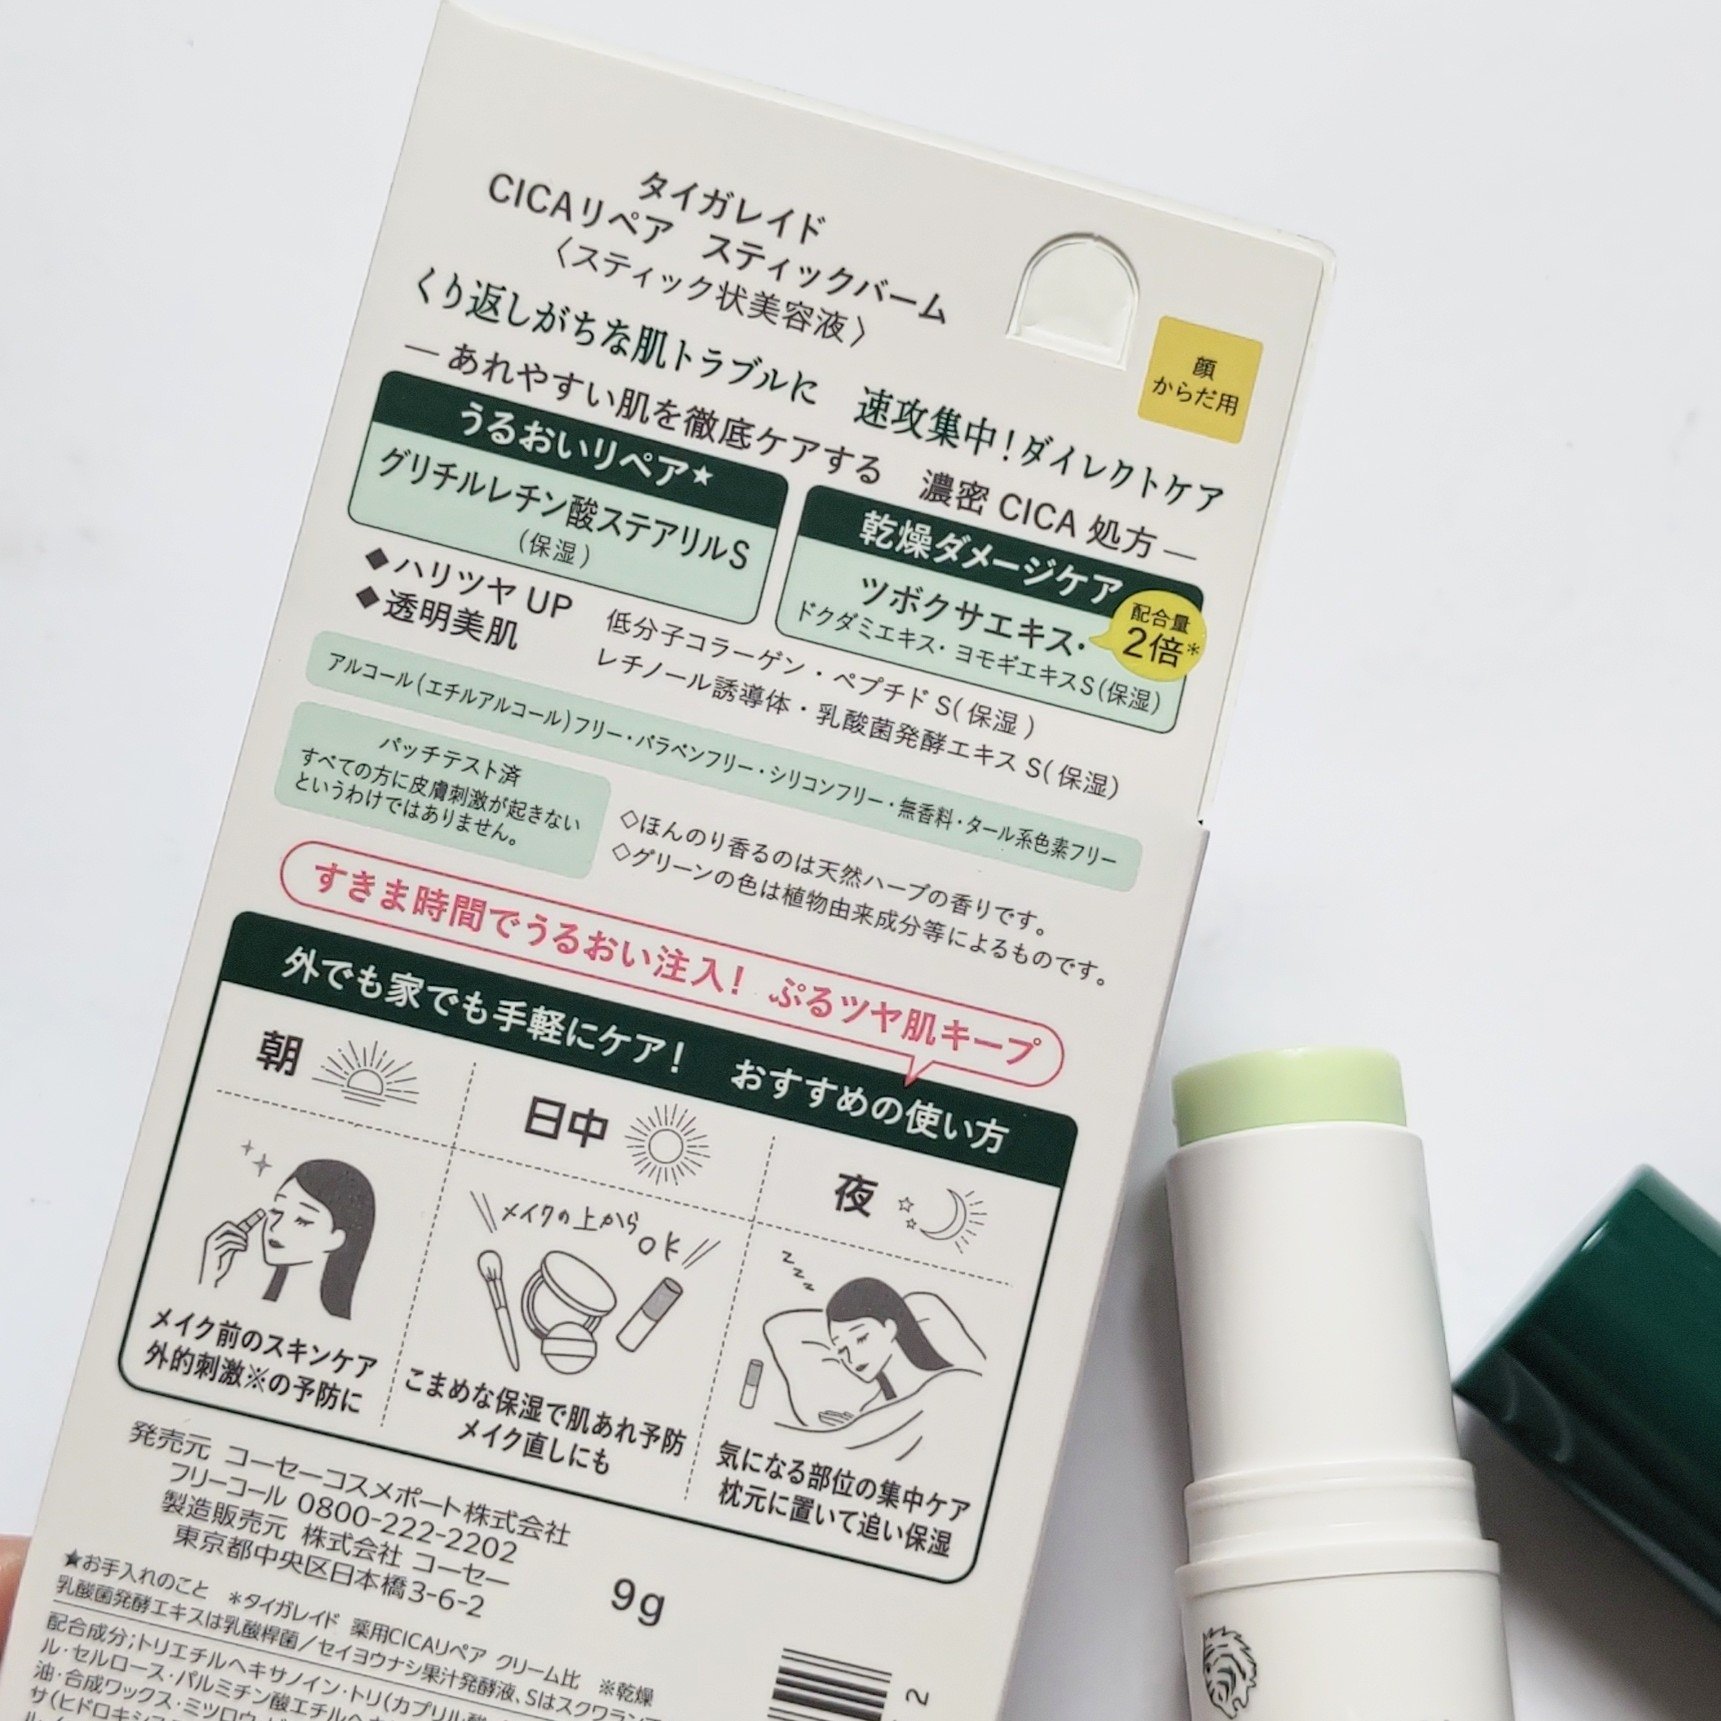 タイガレイド
CICAリペア スティックバーム
〈スティック状美容液〉
顔
からだ用
くり返しがちな肌トラブルに 速攻集中！ダイレクトケア
― あれやすい肌を徹底ケアする 濃密 CICA 処方 ―
うるおいリペア★
グリチルレチン酸ステアリルS
(保湿)
乾燥ダメージケア
ツボクサエキス・
ドクダミエキス・ヨモギエキスS(保湿)
配合量
2倍*
◆ハリツヤ UP
◆透明美肌
低分子コラーゲン・ペプチド S(保湿)
レチノール誘導体・乳酸菌発酵エキス S(保湿)
アルコール(エチルアルコール)フリー・パラベンフリー・シリコンフリー・無香料・タール系色素フリー
パッチテスト済
すべての方に皮膚刺激が起きない
というわけではありません。
◇ほんのり香るのは天然ハーブの香りです。
◇グリーンの色は植物由来成分等によるものです。
すきま時間でうるおい注入！ ぷるツヤ肌キープ
外でも家でも手軽にケア！ おすすめの使い方
朝
メイク前のスキンケア
外的刺激※の予防に
日中
メイクの上から
OK
こまめな保湿で肌あれ予防
メイク直しにも
夜
zzz
気になる部位の集中ケア
枕元に置いて追い保湿
発売元 コーセーコスメポート株式会社
フリーコール 0800-222-2202
製造販売元 株式会社 コーセー
東京都中央区日本橋3-6-2
9g
★お手入れのこと *タイガレイド 薬用CICAリペア クリーム比 ※乾燥
乳酸菌発酵エキスは乳酸桿菌/セイヨウナシ果汁発酵液、Sはスクワラン
配合成分；トリエチルヘキサノイン・トリ(カプリル酸
ル・セルロース・パルミチン酸エチルヘ
油・合成ワックス・ミツロウ
サ(ヒドロキシス
2